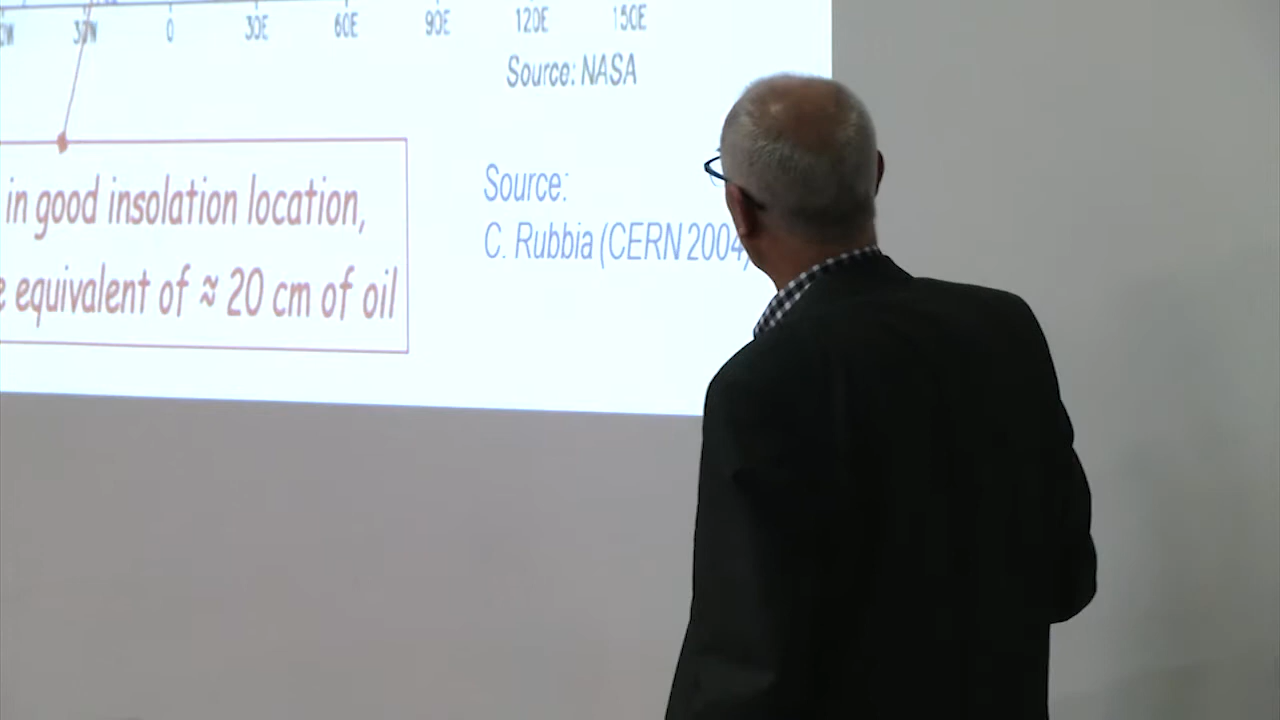 30W 0 30E 60E 90E 120E 150E
Source: NASA
in good insolation location,
equivalent of ≈ 20 cm of oil
Source:
C. Rubbia (CERN 2004)